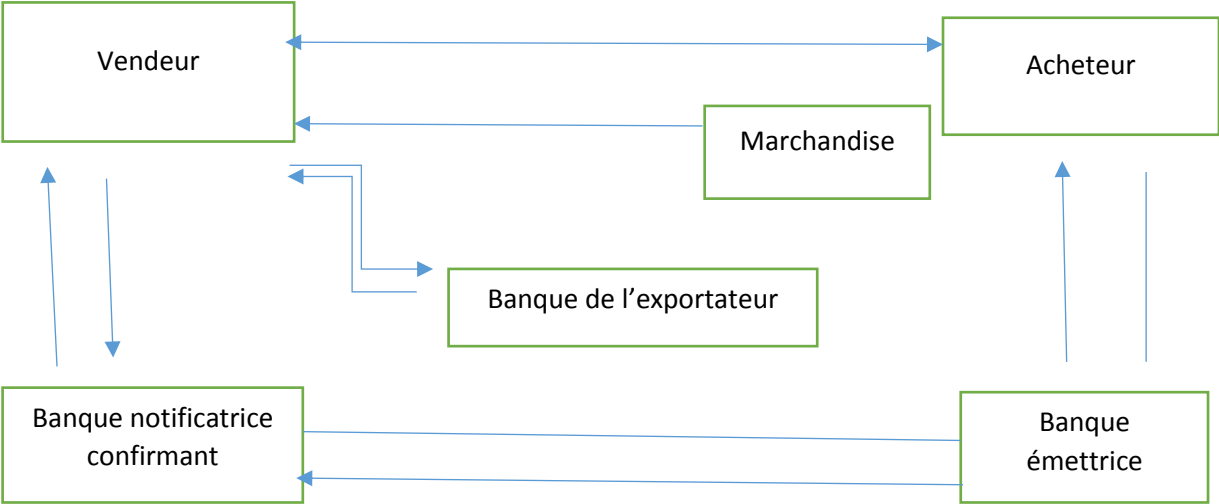 Vendeur
Acheteur
Marchandise
Banque de l’exportateur
Banque notificatrice
confirmant
Banque
émettrice